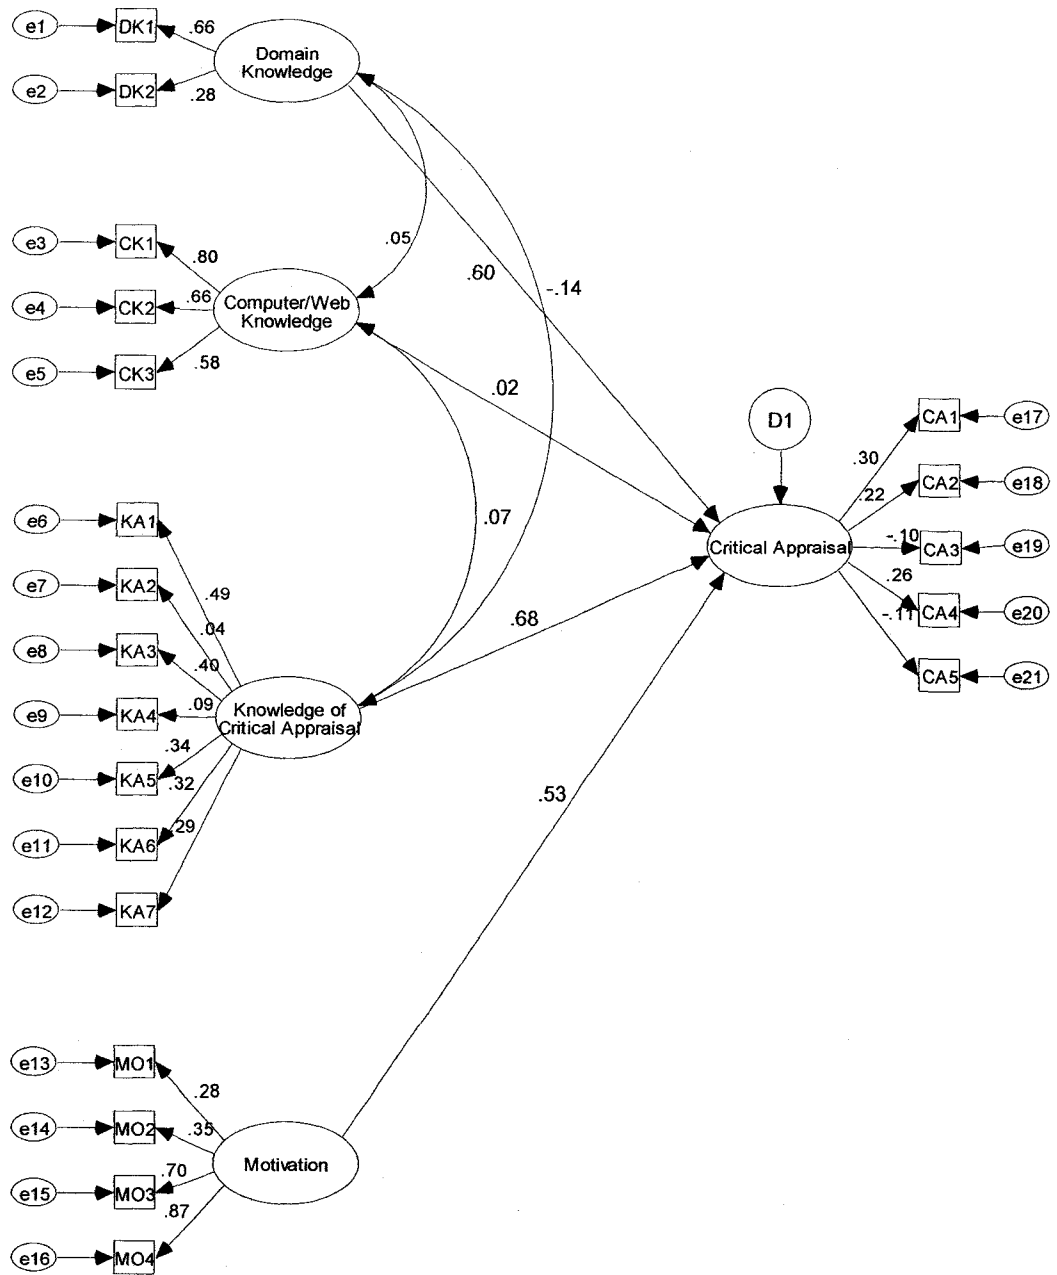 e1
DK1
.66
Domain
Knowledge
e2
DK2
.28
e3
CK1
.80
.05
.60
-.14
e4
CK2
.66
Computer/Web
Knowledge
e5
CK3
.58
.02
D1
CA1
e17
.30
CA2
e18
.22
e6
KA1
.07
Critical Appraisal
-.10
CA3
e19
e7
KA2
.49
.26
.04
.68
-.11
CA4
e20
e8
KA3
.40
CA5
e21
e9
KA4
.09
Knowledge of
Critical Appraisal
.34
e10
KA5
.32
.53
e11
KA6
.29
e12
KA7
e13
MO1
.28
e14
MO2
.35
Motivation
e15
MO3
.70
.87
e16
MO4